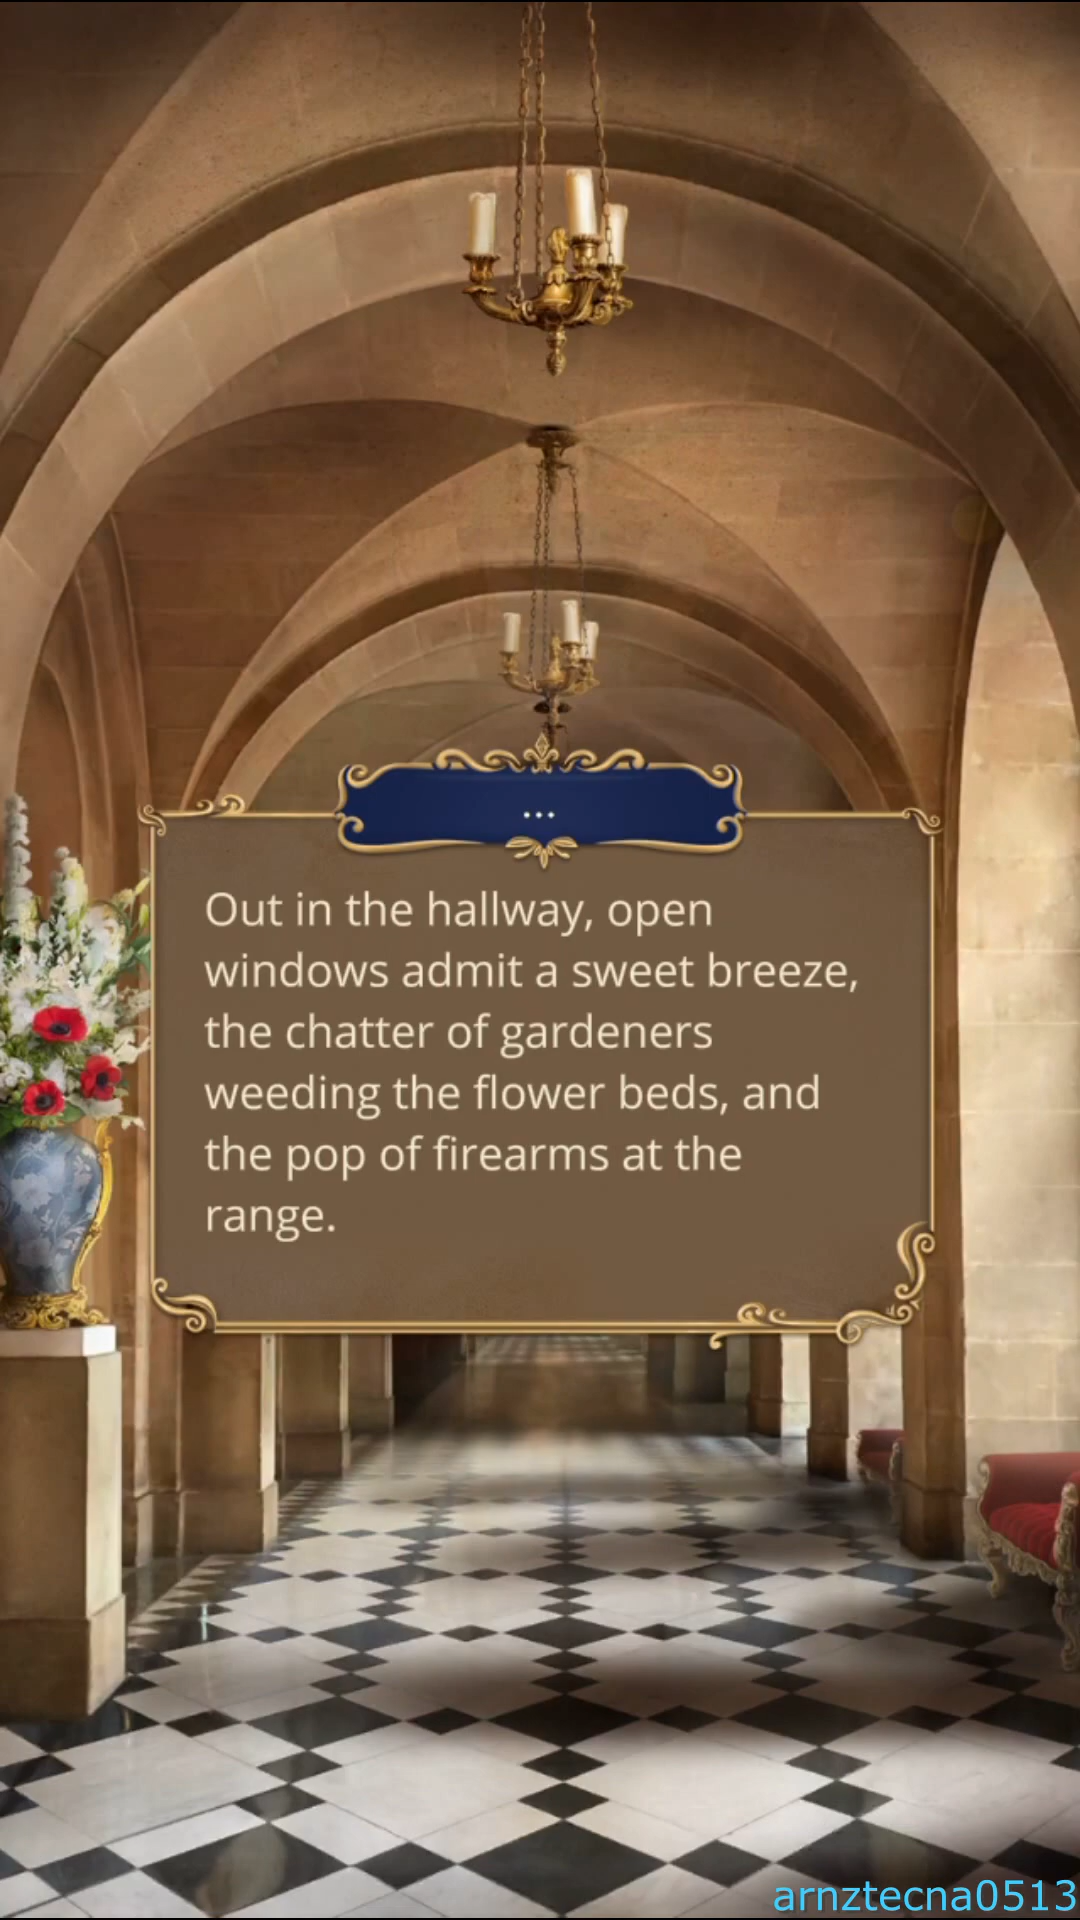 ...
Out in the hallway, open
windows admit a sweet breeze,
the chatter of gardeners
weeding the flower beds, and
the pop of firearms at the
range.
arnztecna0513